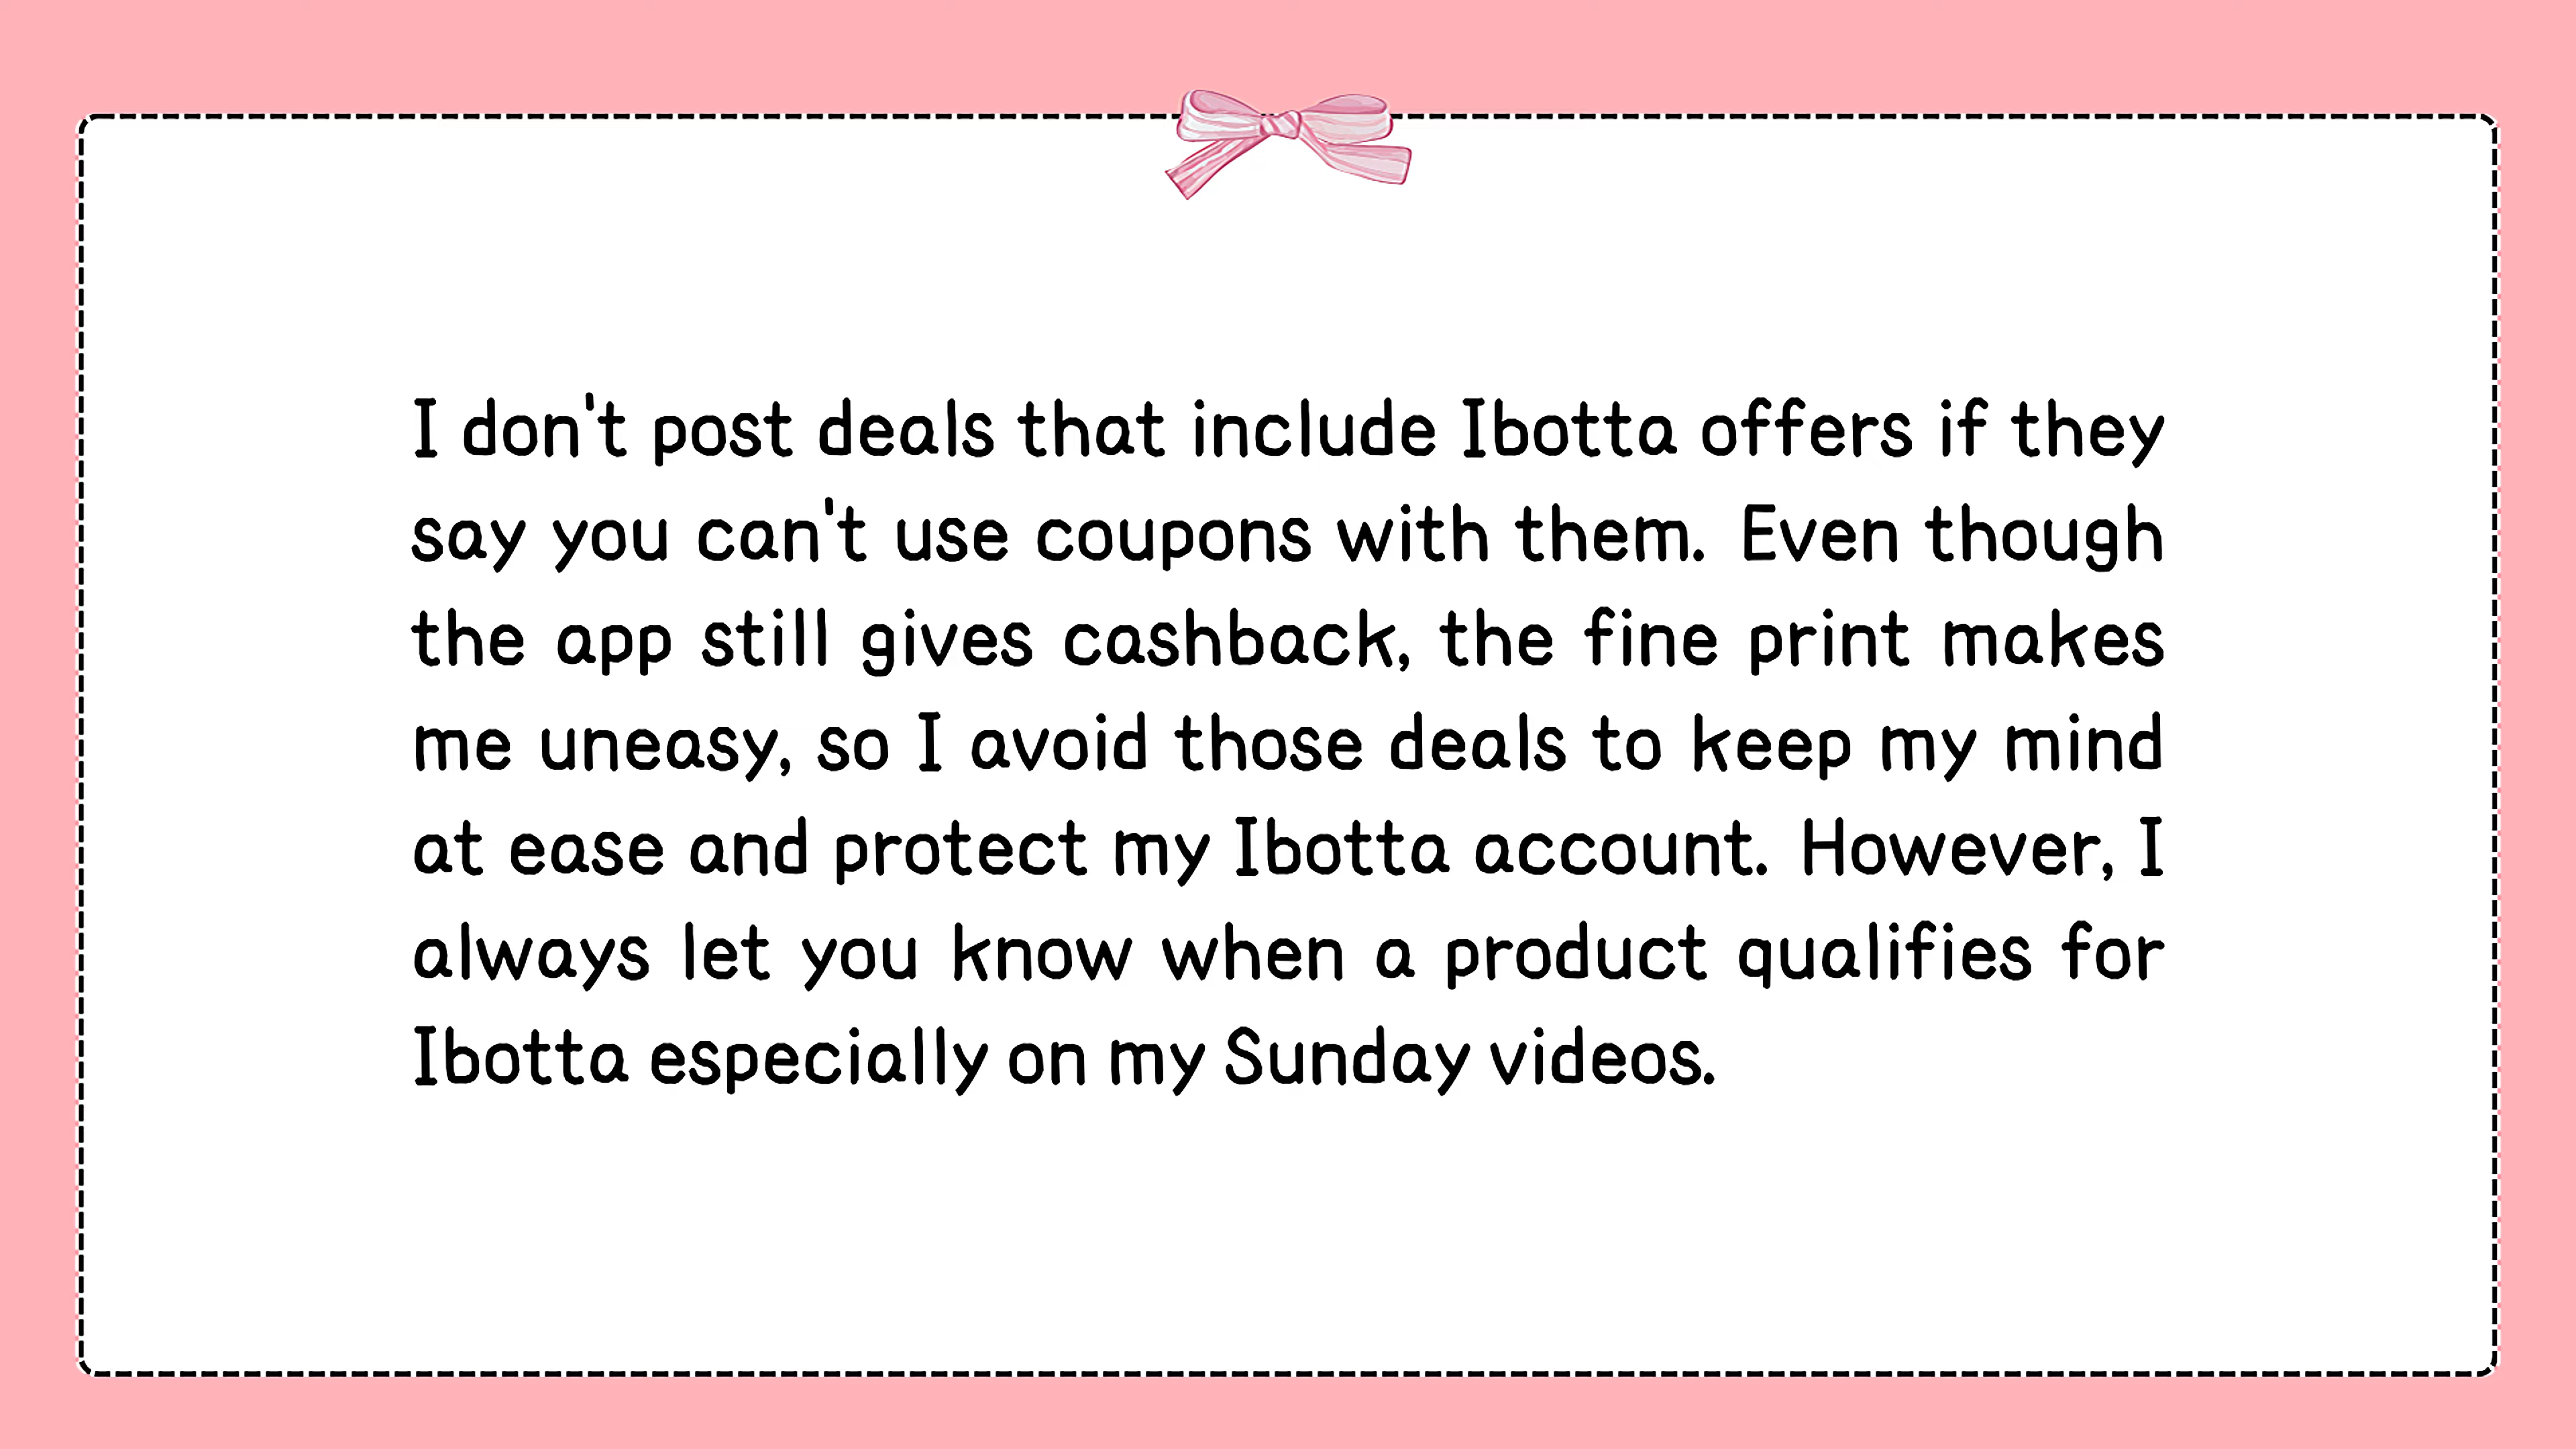 I don't post deals that include Ibotta offers if they
say you can't use coupons with them. Even though
the app still gives cashback, the fine print makes
me uneasy, so I avoid those deals to keep my mind
at ease and protect my Ibotta account. However, I
always let you know when a product qualifies for
Ibotta especially on my Sunday videos.